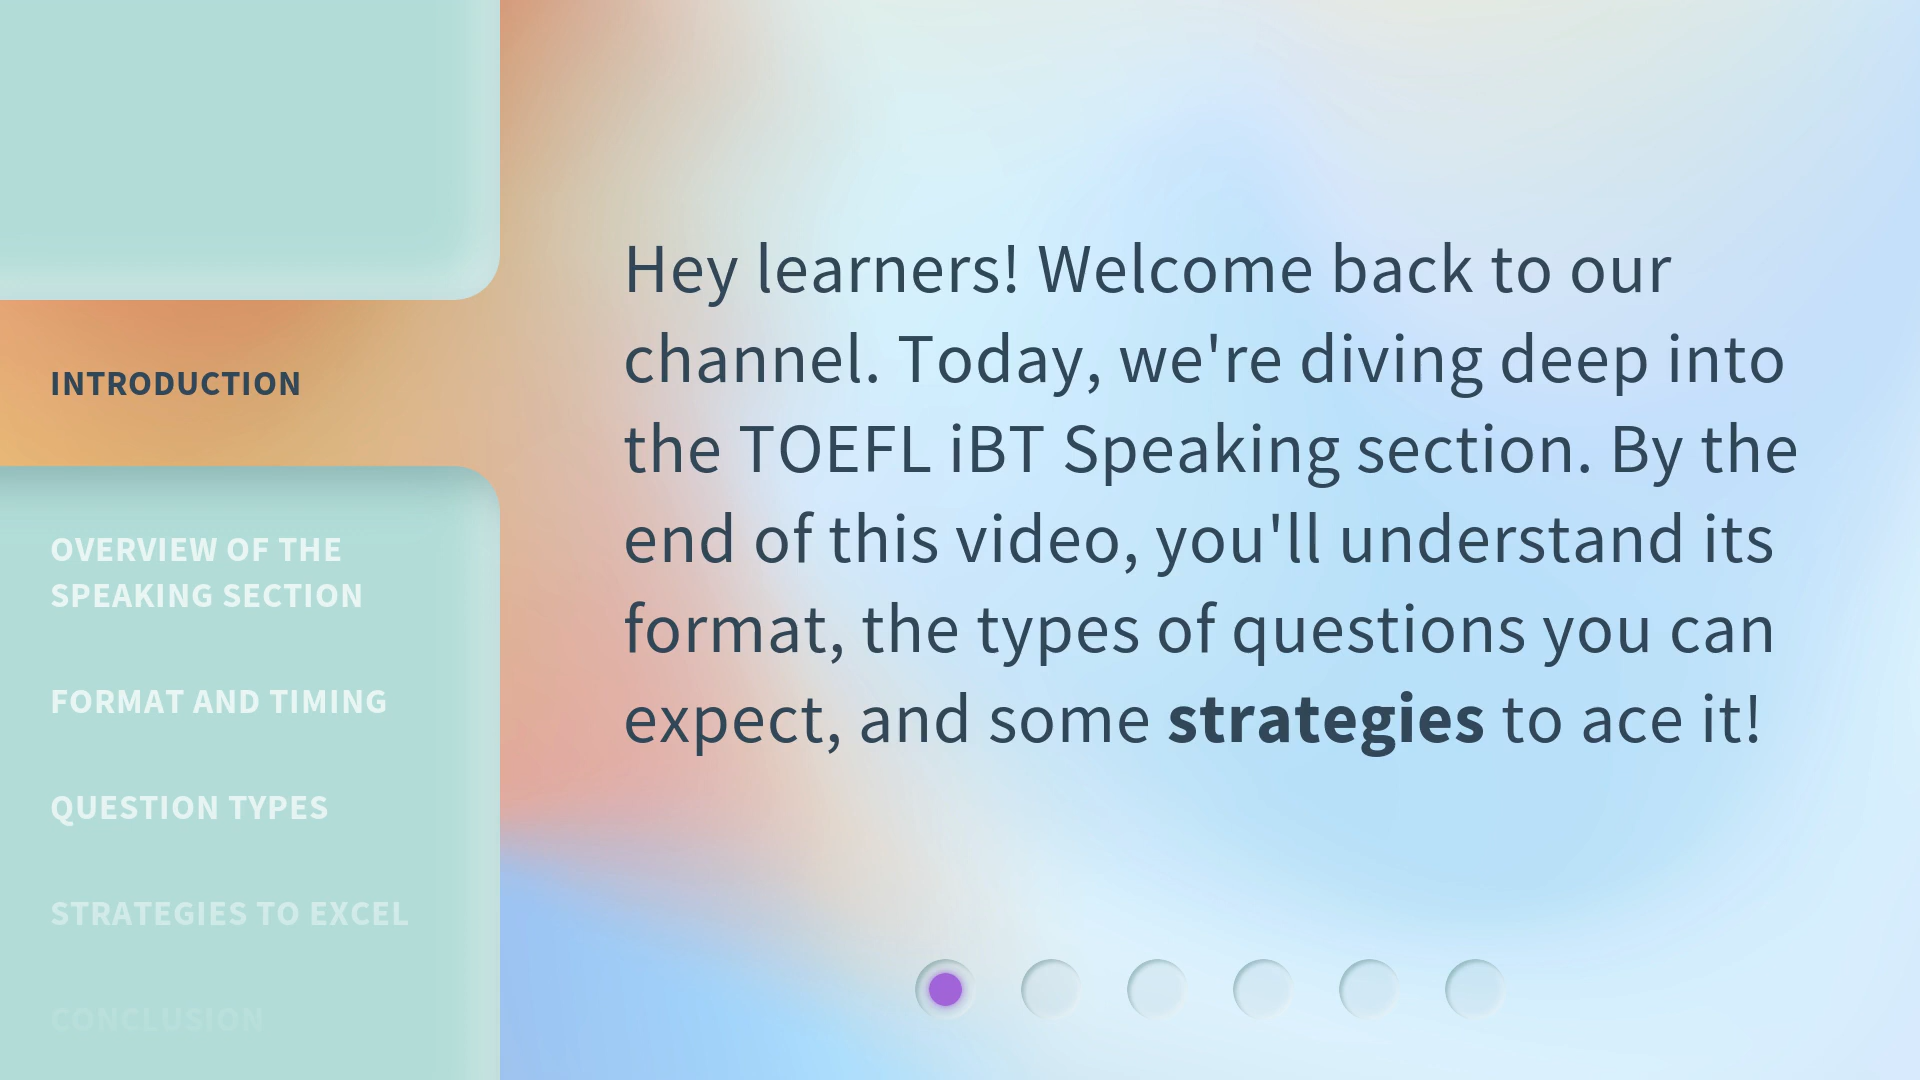 INTRODUCTION
OVERVIEW OF THE
SPEAKING SECTION
FORMAT AND TIMING
QUESTION TYPES
STRATEGIES TO EXCEL
CONCLUSION
Hey learners! Welcome back to our
channel. Today, we're diving deep into
the TOEFL iBT Speaking section. By the
end of this video, you'll understand its
format, the types of questions you can
expect, and some strategies to ace it!